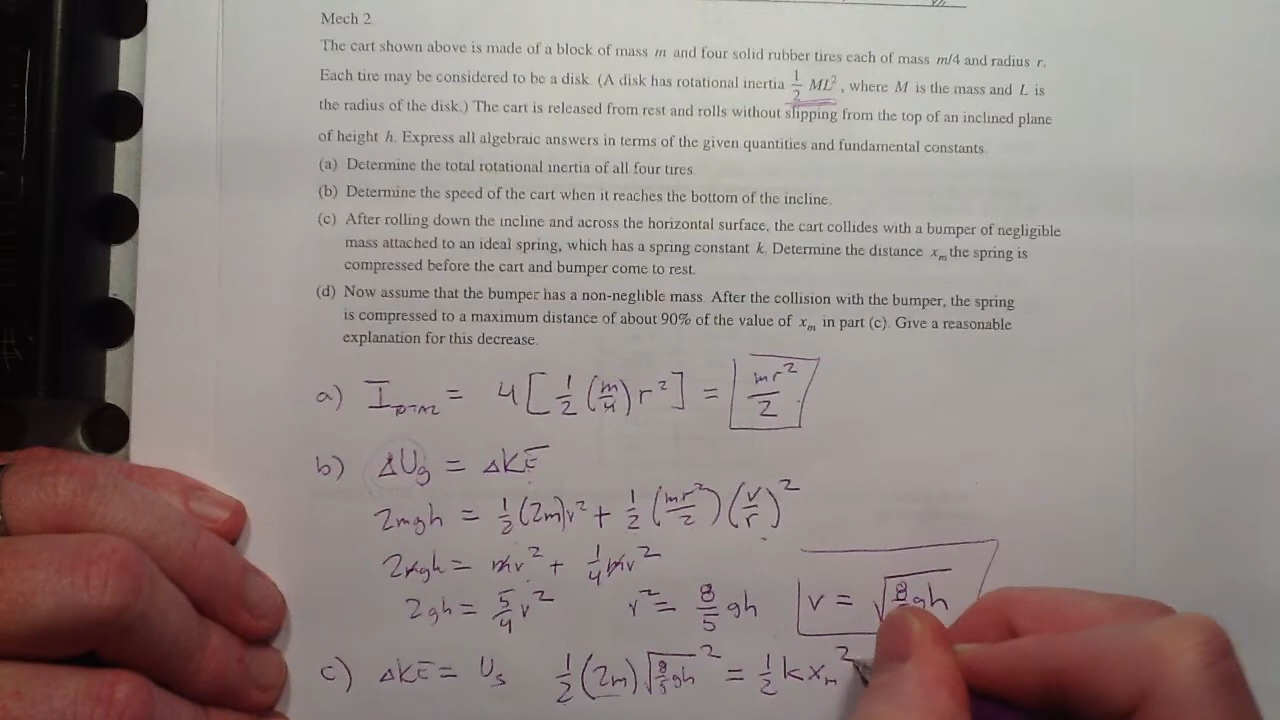 Mech 2
The cart shown above is made of a block of mass m and four solid rubber tires each of mass m/4 and radius r.
Each tire may be considered to be a disk. (A disk has rotational inertia 1/2 ML², where M is the mass and L is
the radius of the disk.) The cart is released from rest and rolls without slipping from the top of an inclined plane
of height h. Express all algebraic answers in terms of the given quantities and fundamental constants.
(a) Determine the total rotational inertia of all four tires.
(b) Determine the speed of the cart when it reaches the bottom of the incline.
(c) After rolling down the incline and across the horizontal surface, the cart collides with a bumper of negligible
mass attached to an ideal spring, which has a spring constant k. Determine the distance xₘ the spring is
compressed before the cart and bumper come to rest.
(d) Now assume that the bumper has a non-neglible mass. After the collision with the bumper, the spring
is compressed to a maximum distance of about 90% of the value of xₘ in part (c). Give a reasonable
explanation for this decrease.
a) I_TOTAL = 4[1/2 (m/4) r²] = mr²/2
b) ΔUg = ΔKE
2mgh = 1/2 (2m)v² + 1/2 (mr²/2)(v/r)²
2mgh = mv² + 1/4 mv²
2gh = 5/4 v² v² = 8/5 gh v = √8/ gh
c) ΔKE = Us 1/2 (2m) √8/5 gh ² = 1/2 k xₘ²